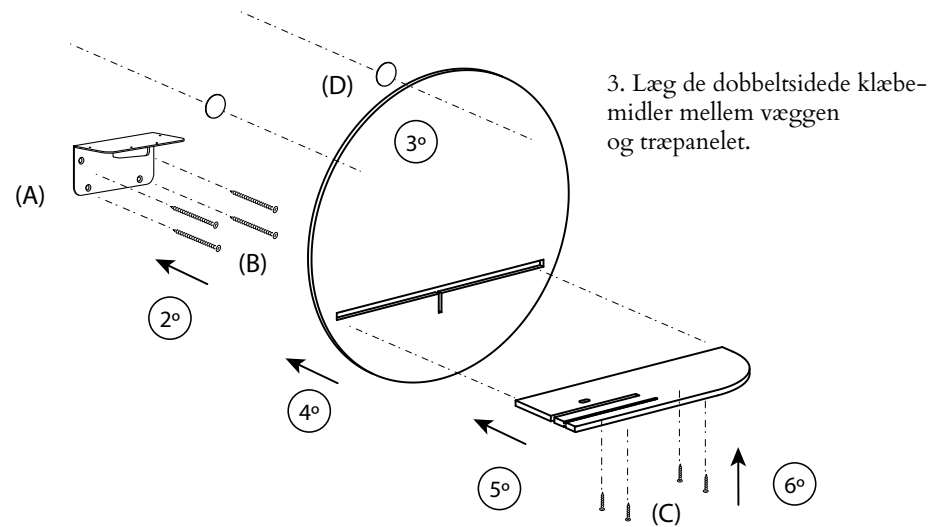 (D)
3. Læg de dobbeltsidede klæbe-
midler mellem væggen
og træpanelet.
3º
(A)
(B)
2º
4º
5º
(C)
6º